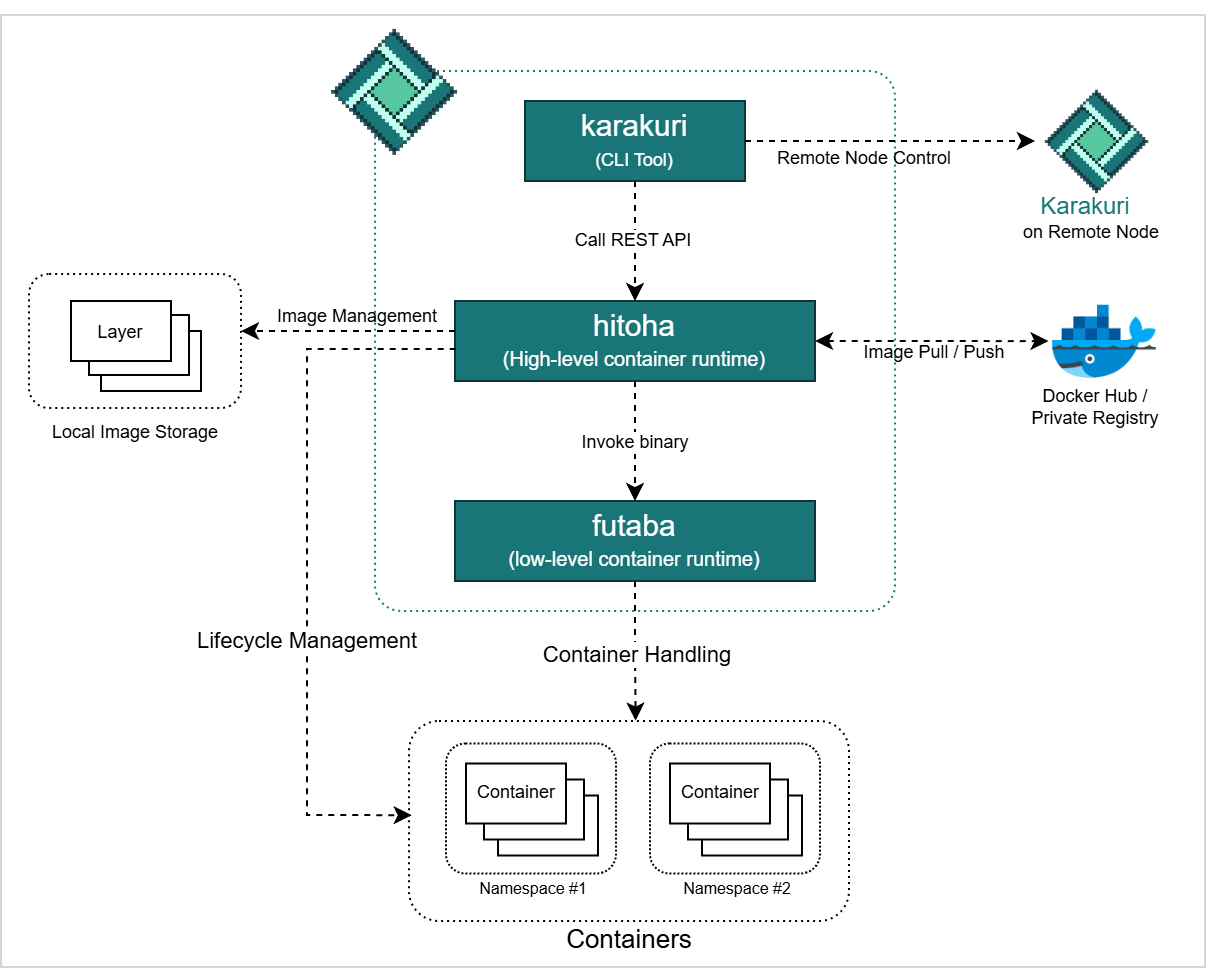 karakuri
(CLI Tool)
Remote Node Control
Karakuri
on Remote Node
Call REST API
Image Management
hitoha
(High-level container runtime)
Image Pull / Push
Layer
Local Image Storage
Docker Hub /
Private Registry
Invoke binary
futaba
(low-level container runtime)
Lifecycle Management
Container Handling
Container
Namespace #1
Container
Namespace #2
Containers